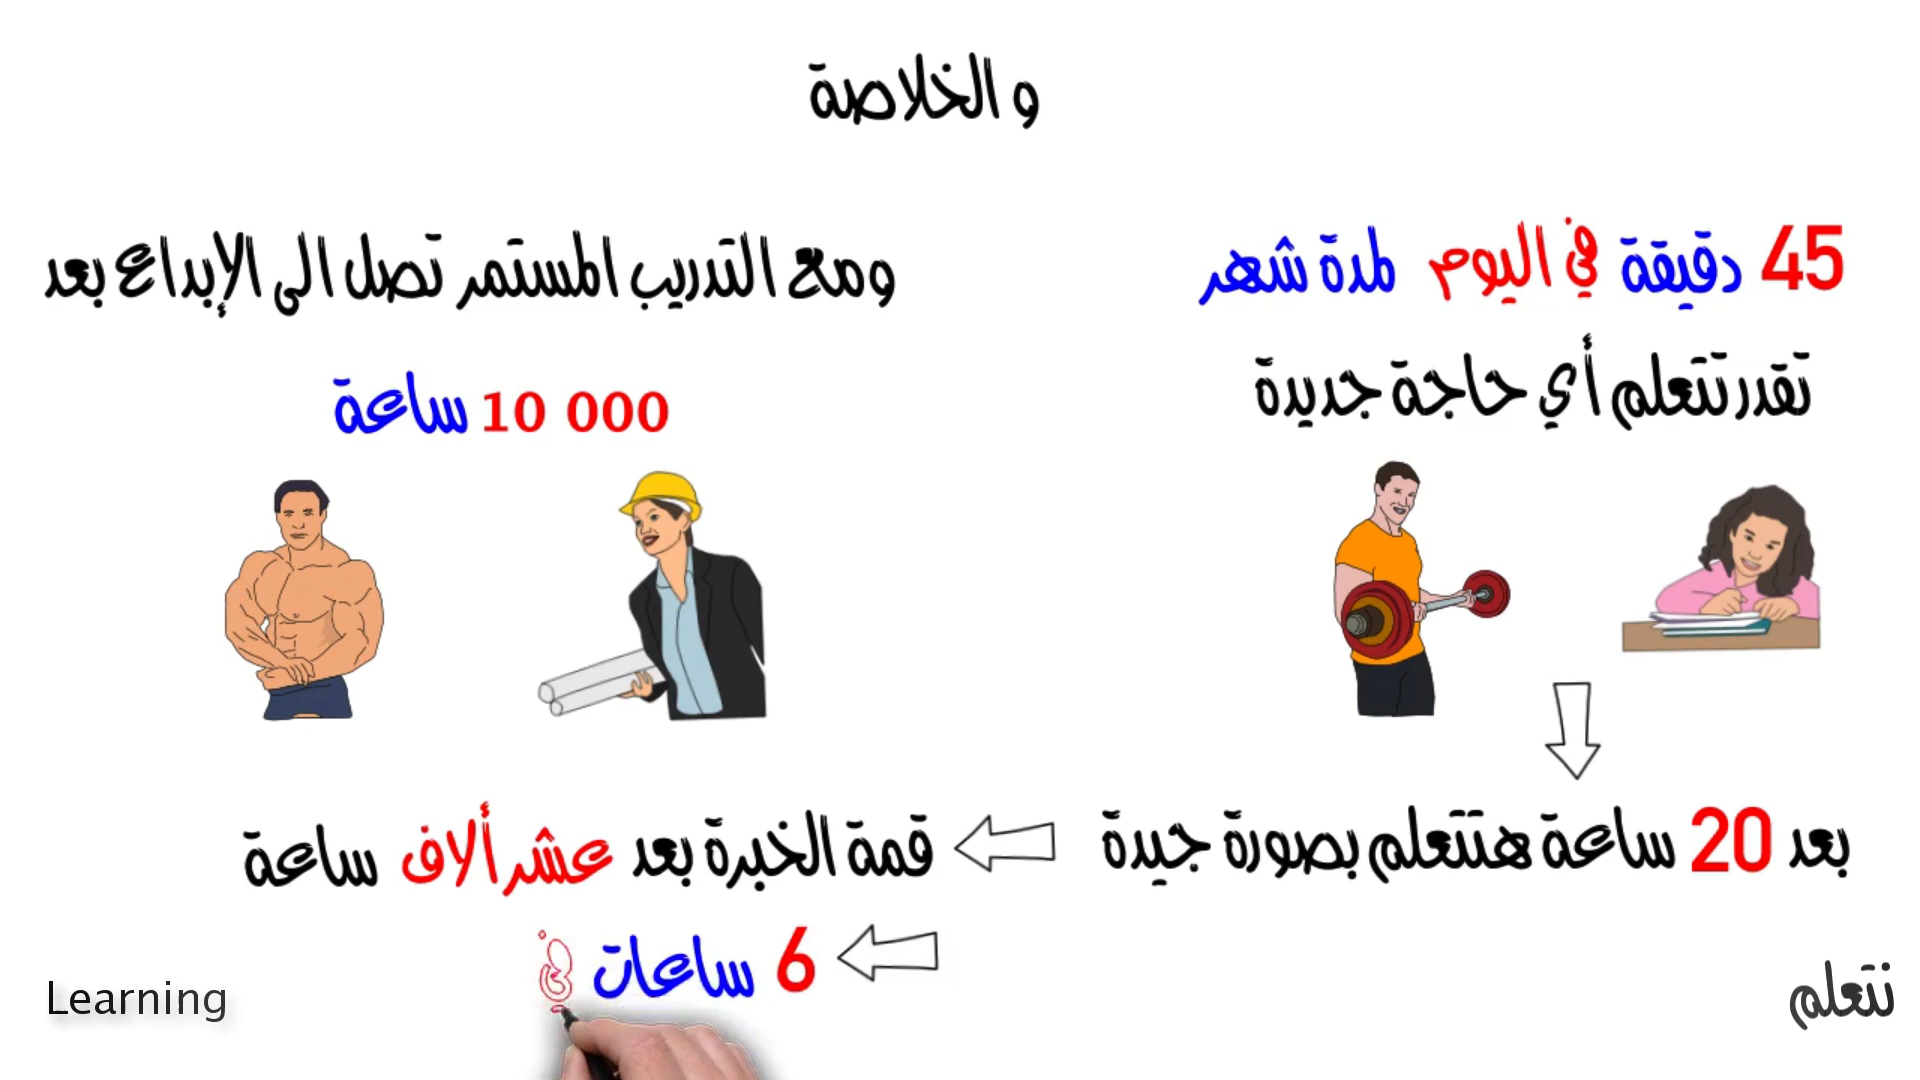 و الخلاصة
45 دقيقة في اليوم لمدة شهر
تقدر تتعلم أي حاجة جديدة
ومع التدريب المستمر تصل الى الإبداع بعد
10 000 ساعة
بعد 20 ساعة هتتعلم بصورة جيدة
قمة الخبرة بعد عشر ألاف ساعة
6 ساعات في
Learning
نتعلم